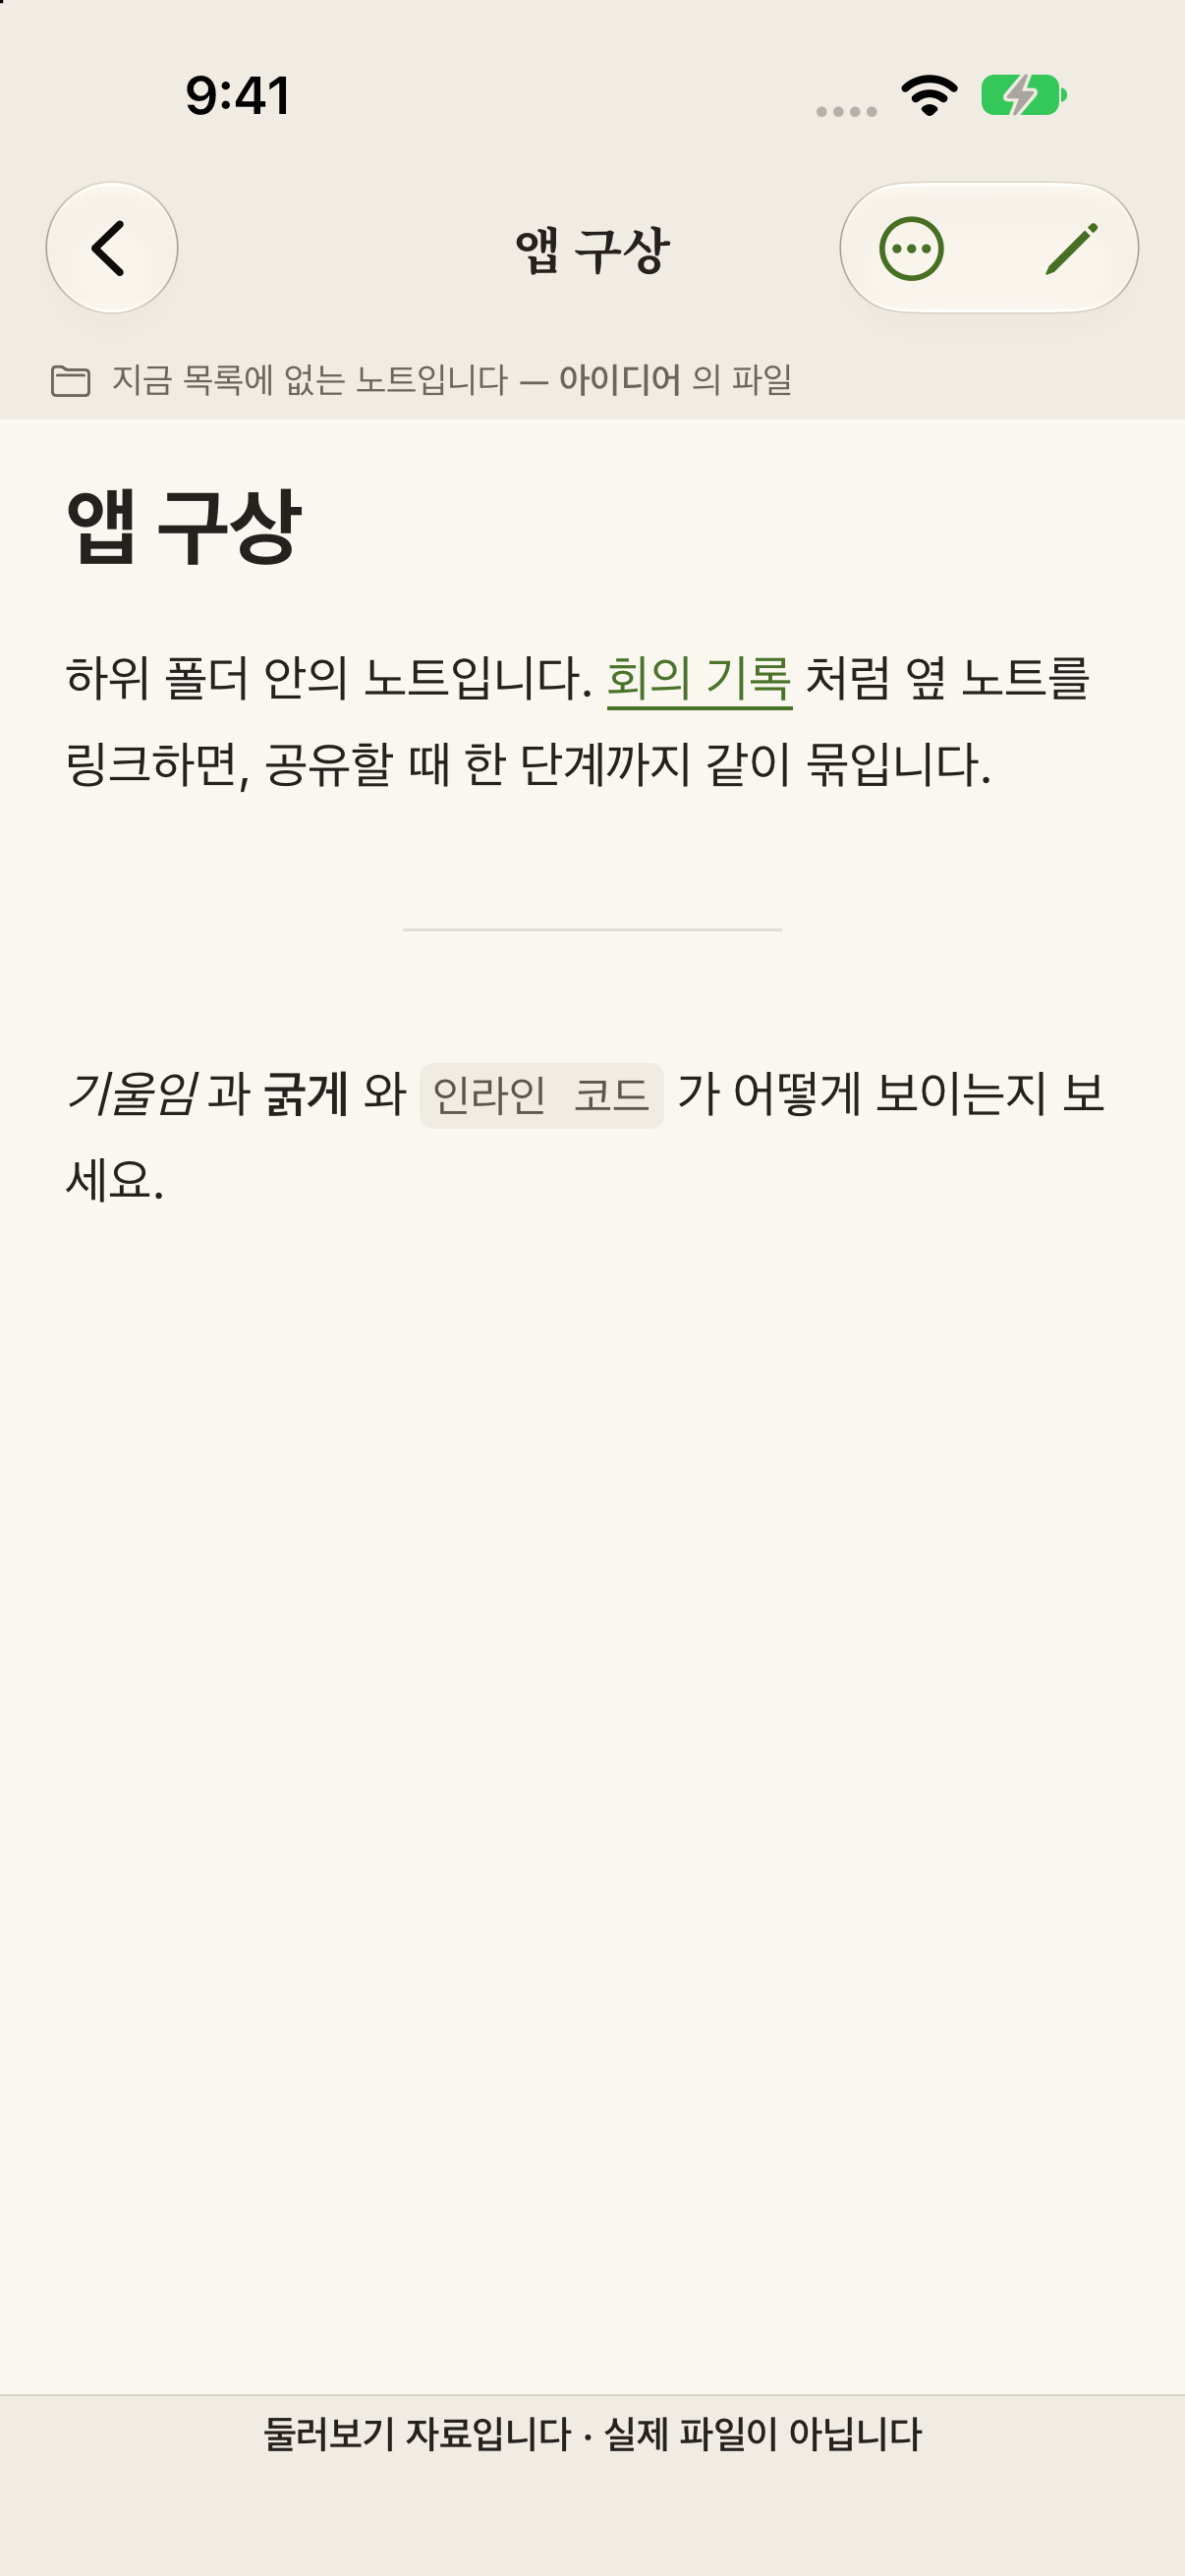 9:41
앱 구상
지금 목록에 없는 노트입니다 — 아이디어 의 파일
앱 구상
하위 폴더 안의 노트입니다. 회의 기록 처럼 옆 노트를
링크하면, 공유할 때 한 단계까지 같이 묶입니다.
기울임 과 굵게 와 인라인 코드 가 어떻게 보이는지 보
세요.
둘러보기 자료입니다 · 실제 파일이 아닙니다